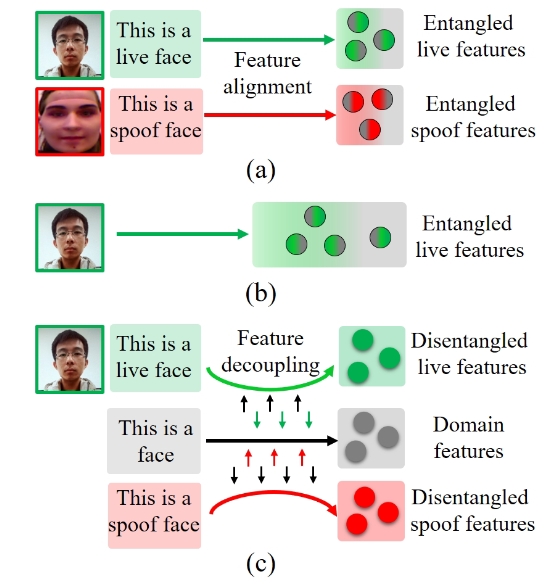 This is a
live face
Feature
alignment
Entangled
live features
This is a
spoof face
Entangled
spoof features
(a)
Entangled
live features
(b)
This is a
live face
Feature
decoupling
Disentangled
live features
This is a
face
Domain
features
This is a
spoof face
Disentangled
spoof features
(c)